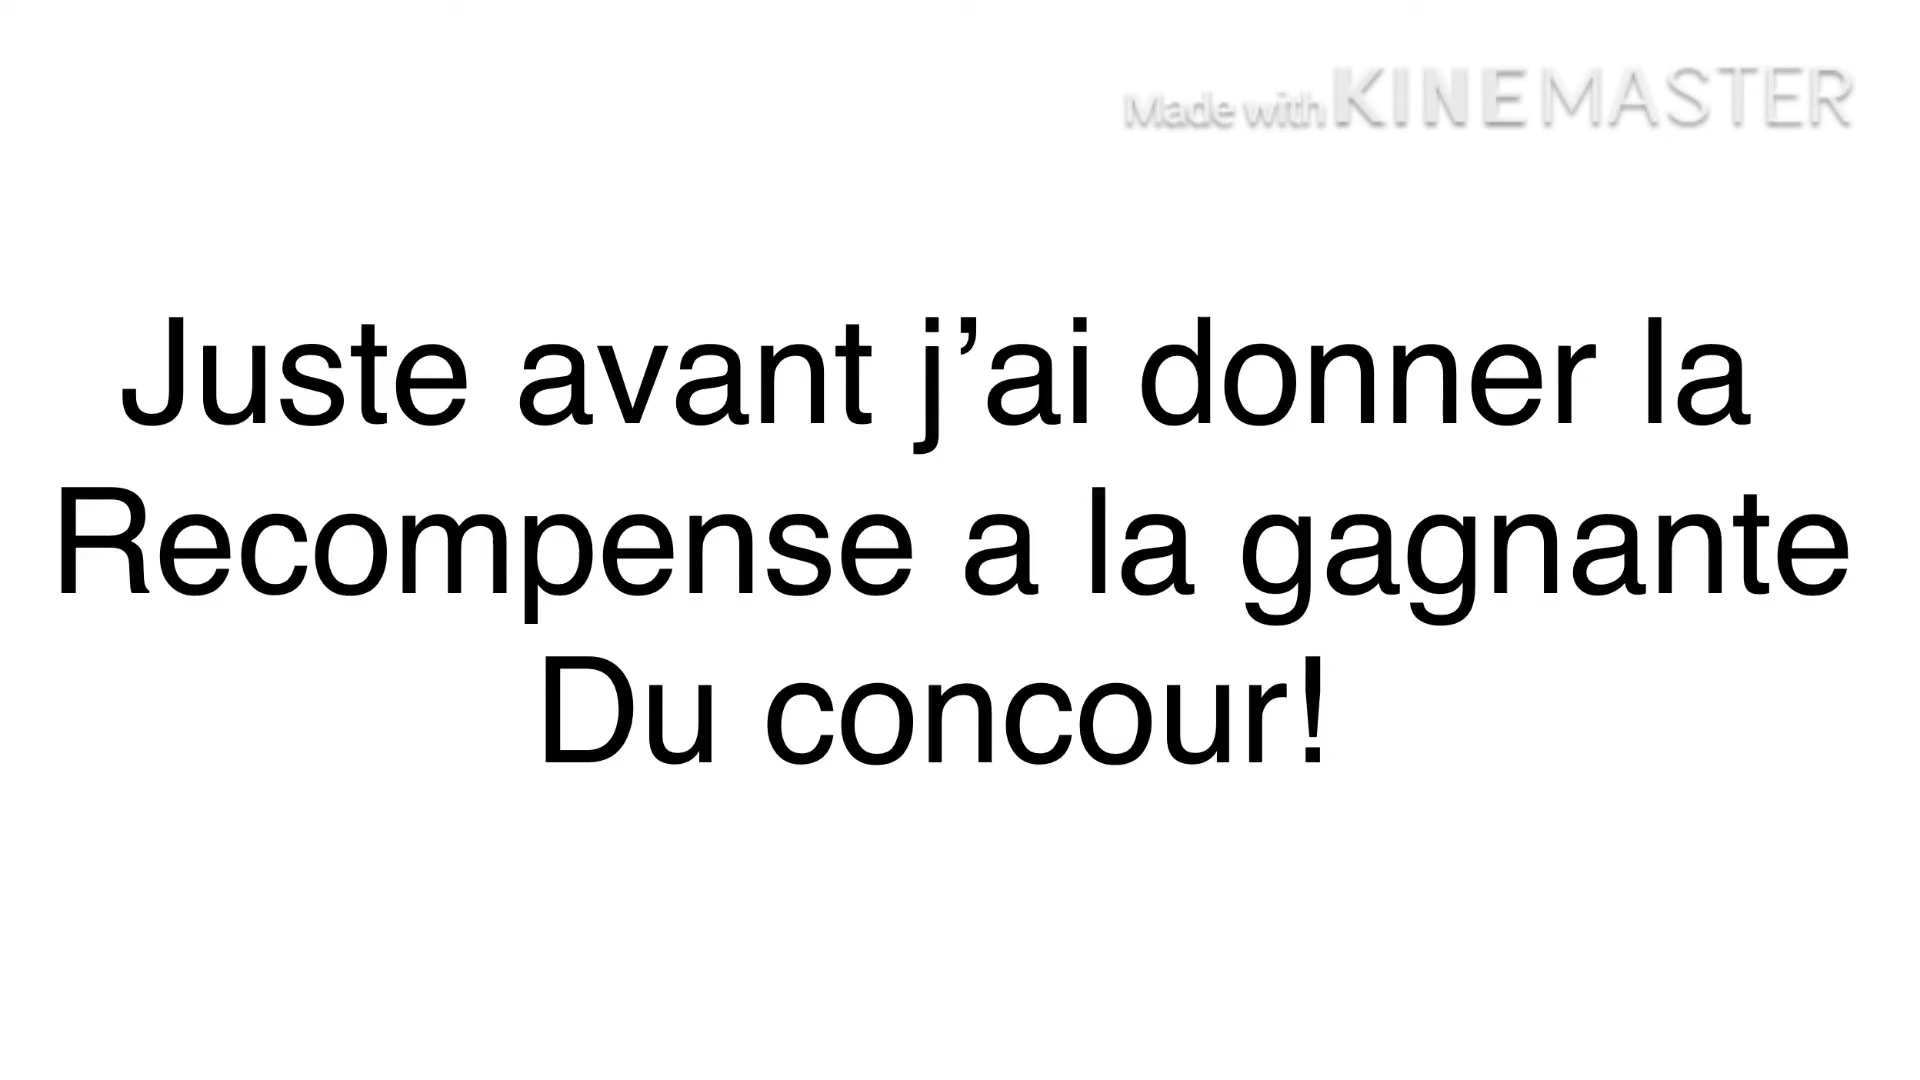 Made with KINEMASTER
Juste avant j’ai donner la
Recompense a la gagnante
Du concour!